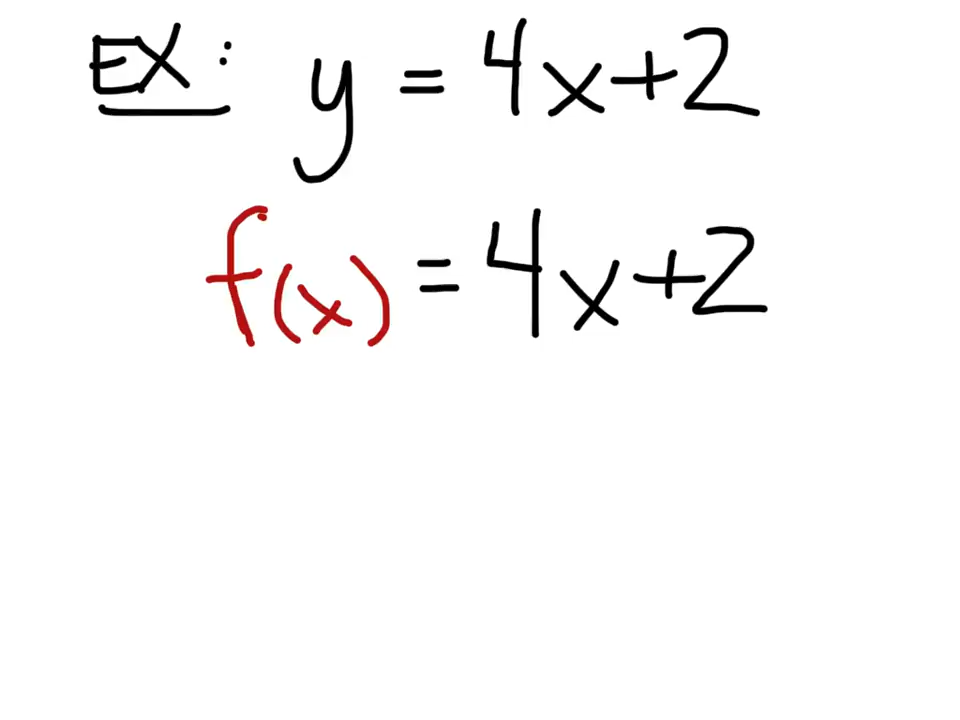 EX: y = 4x+2
f(x) = 4x+2